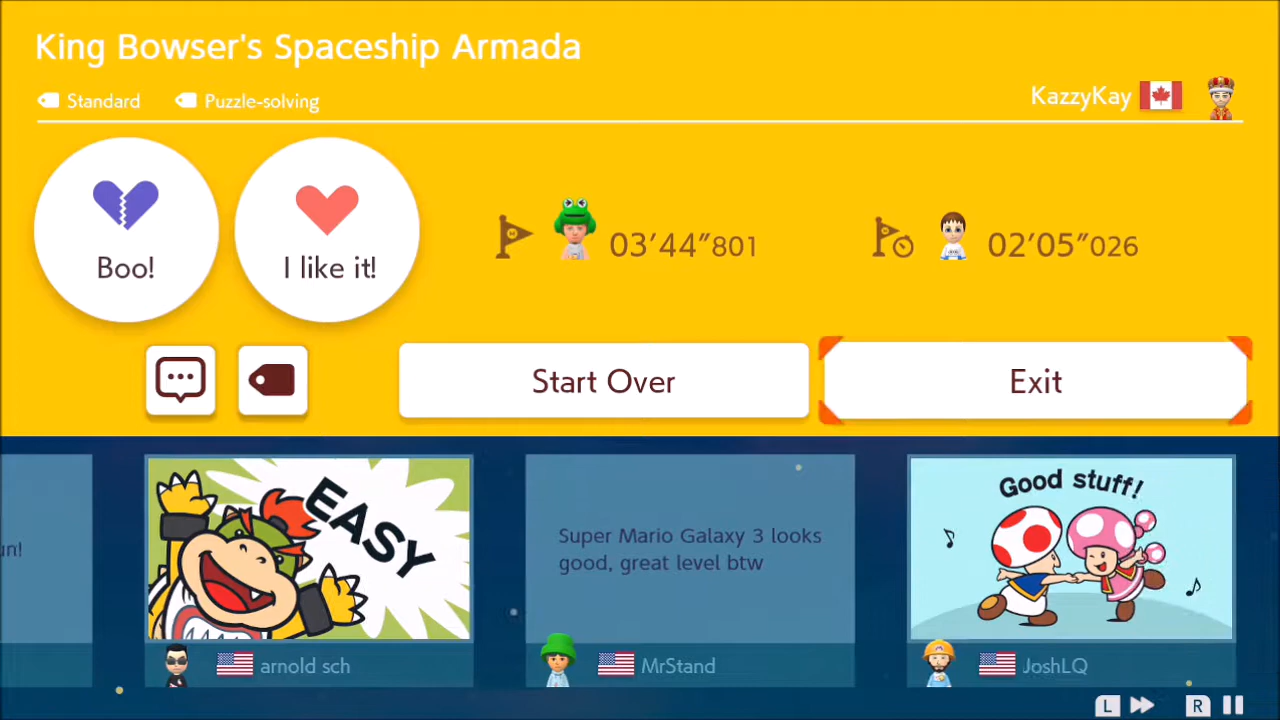 King Bowser's Spaceship Armada
Standard
Puzzle-solving
KazzyKay
Boo!
I like it!
03'44"801
02'05"026
Start Over
Exit
un!
EASY
Super Mario Galaxy 3 looks
good, great level btw
Good stuff!
arnold sch
MrStand
JoshLQ
L
R